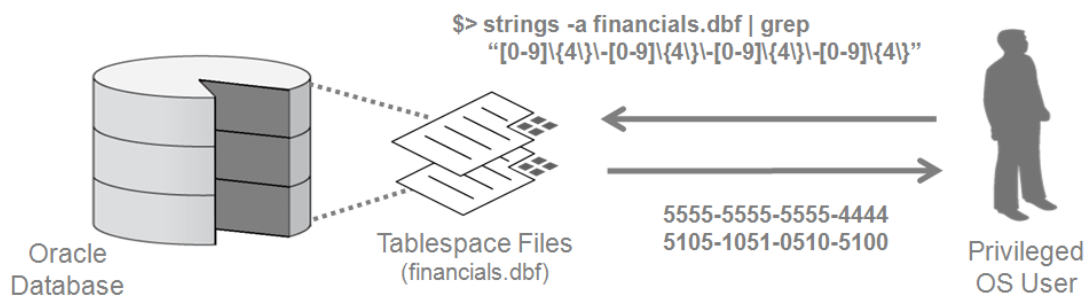 $> strings -a financials.dbf | grep
“[0-9]\{4\}\-[0-9]\{4\}\-[0-9]\{4\}\-[0-9]\{4\}”
5555-5555-5555-4444
5105-1051-0510-5100
Oracle
Database
Tablespace Files
(financials.dbf)
Privileged
OS User